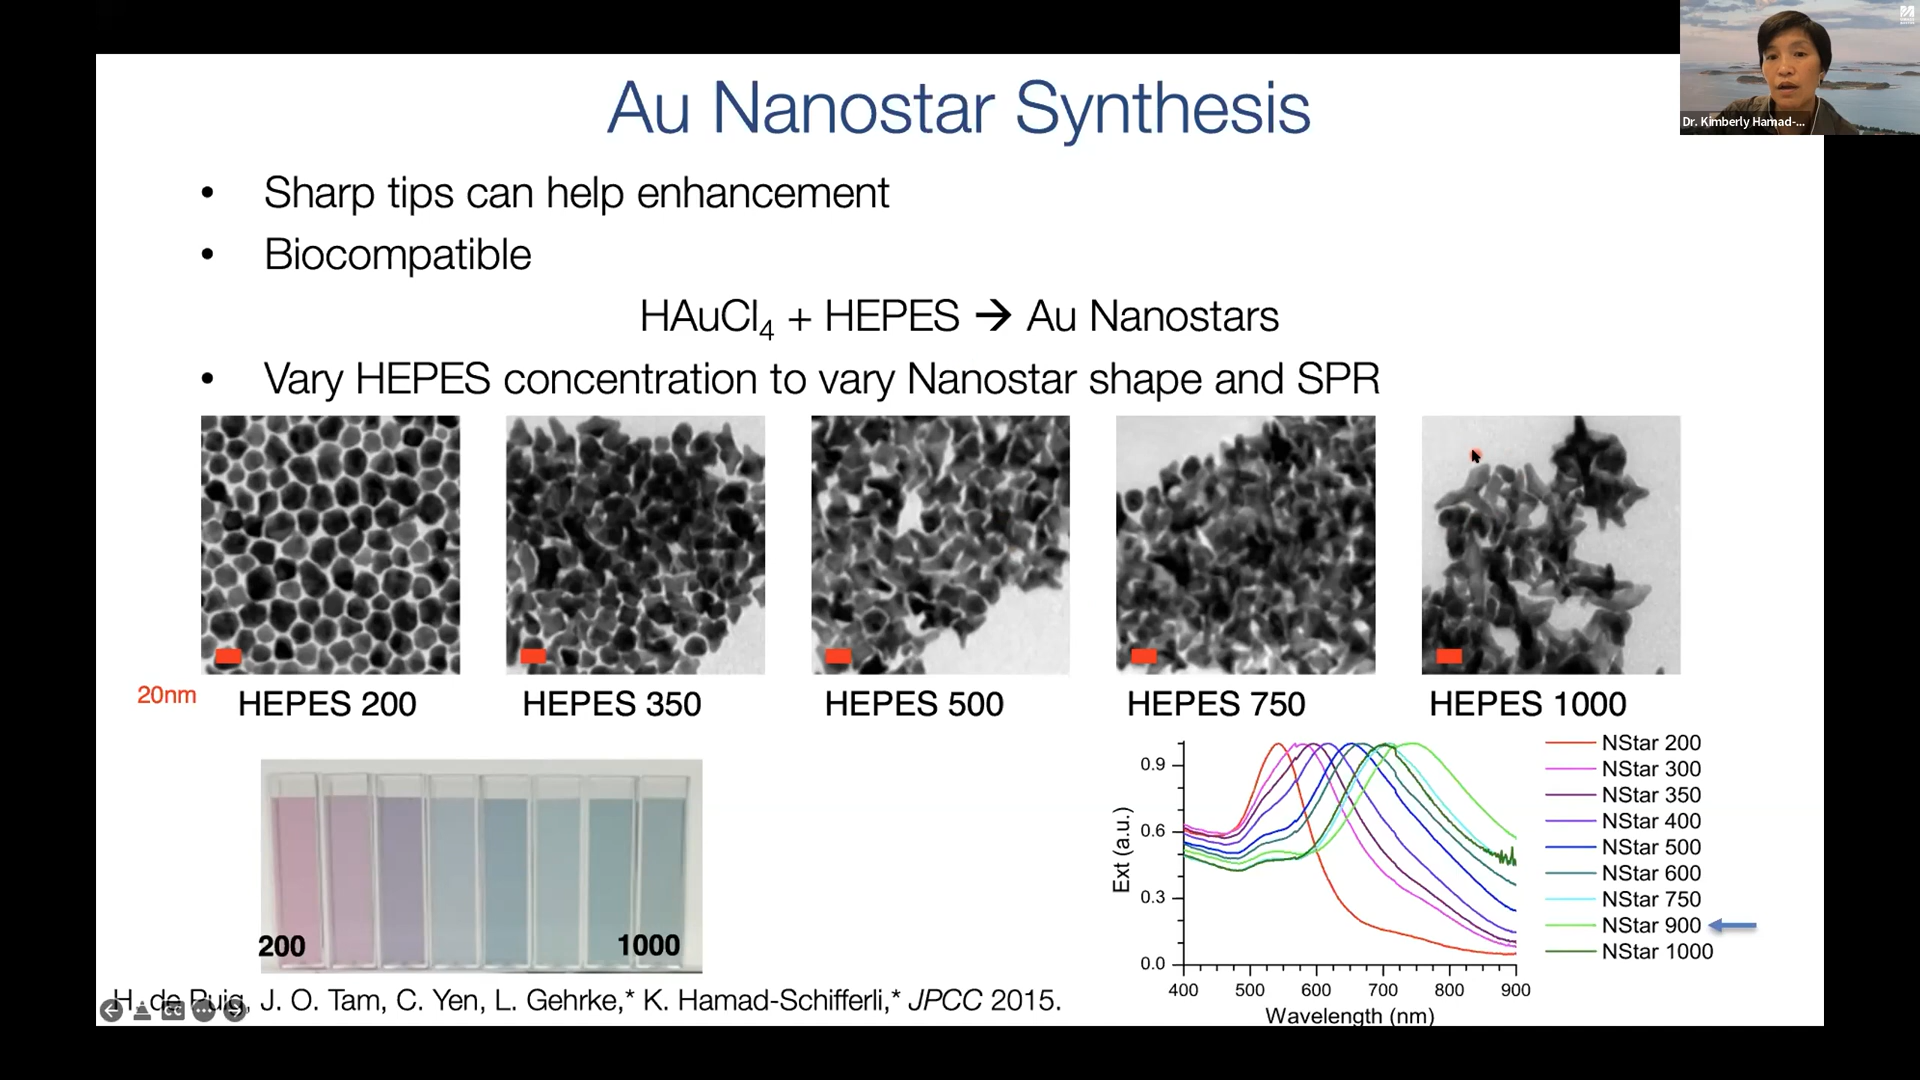 Au Nanostar Synthesis
Dr. Kimberly Hamad-...
• Sharp tips can help enhancement
• Biocompatible
HAuCl4 + HEPES → Au Nanostars
• Vary HEPES concentration to vary Nanostar shape and SPR
20nm
HEPES 200
HEPES 350
HEPES 500
HEPES 750
HEPES 1000
200
1000
Ext (a.u.)
0.9
0.6
0.3
0.0
400 500 600 700 800 900
Wavelength (nm)
NStar 200
NStar 300
NStar 350
NStar 400
NStar 500
NStar 600
NStar 750
NStar 900
NStar 1000
H. de Puig, J. O. Tam, C. Yen, L. Gehrke,* K. Hamad-Schifferli,* JPCC 2015.
CC